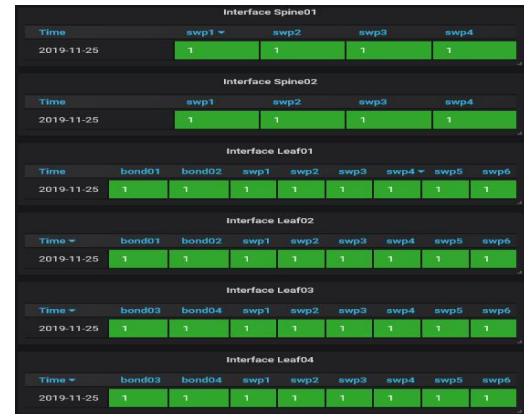 Interface Spine01
Time swp1 swp2 swp3 swp4
2019-11-25 1 1 1 1
Interface Spine02
Time swp1 swp2 swp3 swp4
2019-11-25 1 1 1 1
Interface Leaf01
Time bond01 bond02 swp1 swp2 swp3 swp4 swp5 swp6
2019-11-25 1 1 1 1 1 1 1 1
Interface Leaf02
Time bond01 bond02 swp1 swp2 swp3 swp4 swp5 swp6
2019-11-25 1 1 1 1 1 1 1 1
Interface Leaf03
Time bond03 bond04 swp1 swp2 swp3 swp4 swp5 swp6
2019-11-25 1 1 1 1 1 1 1 1
Interface Leaf04
Time bond03 bond04 swp1 swp2 swp3 swp4 swp5 swp6
2019-11-25 1 1 1 1 1 1 1 1